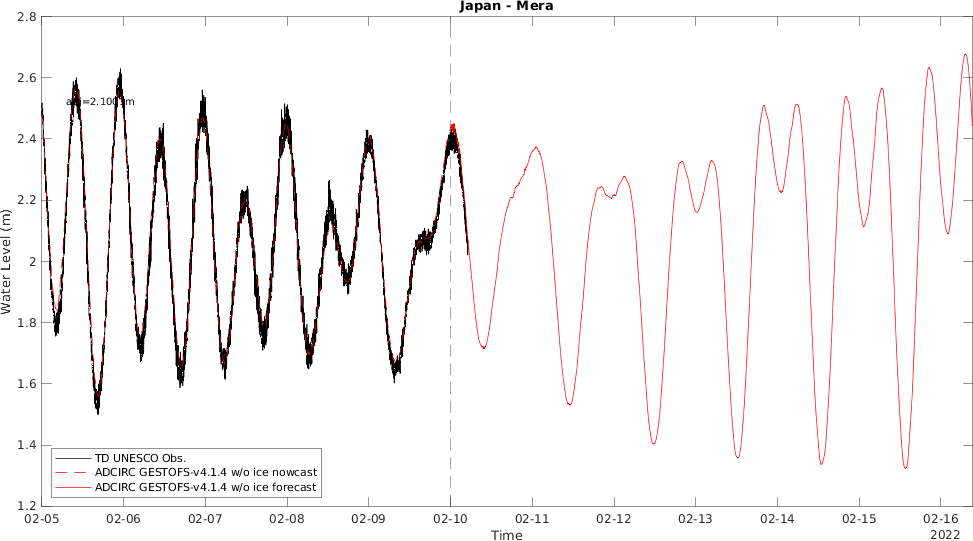 Japan - Mera
2.8
2.6
2.4
2.2
2
1.8
1.6
1.4
1.2
Water Level (m)
TD UNESCO Obs.
ADCIRC GESTOFS-v4.1.4 w/o ice nowcast
ADCIRC GESTOFS-v4.1.4 w/o ice forecast
02-05 02-06 02-07 02-08 02-09 02-10 02-11 02-12 02-13 02-14 02-15 02-16
2022
Time